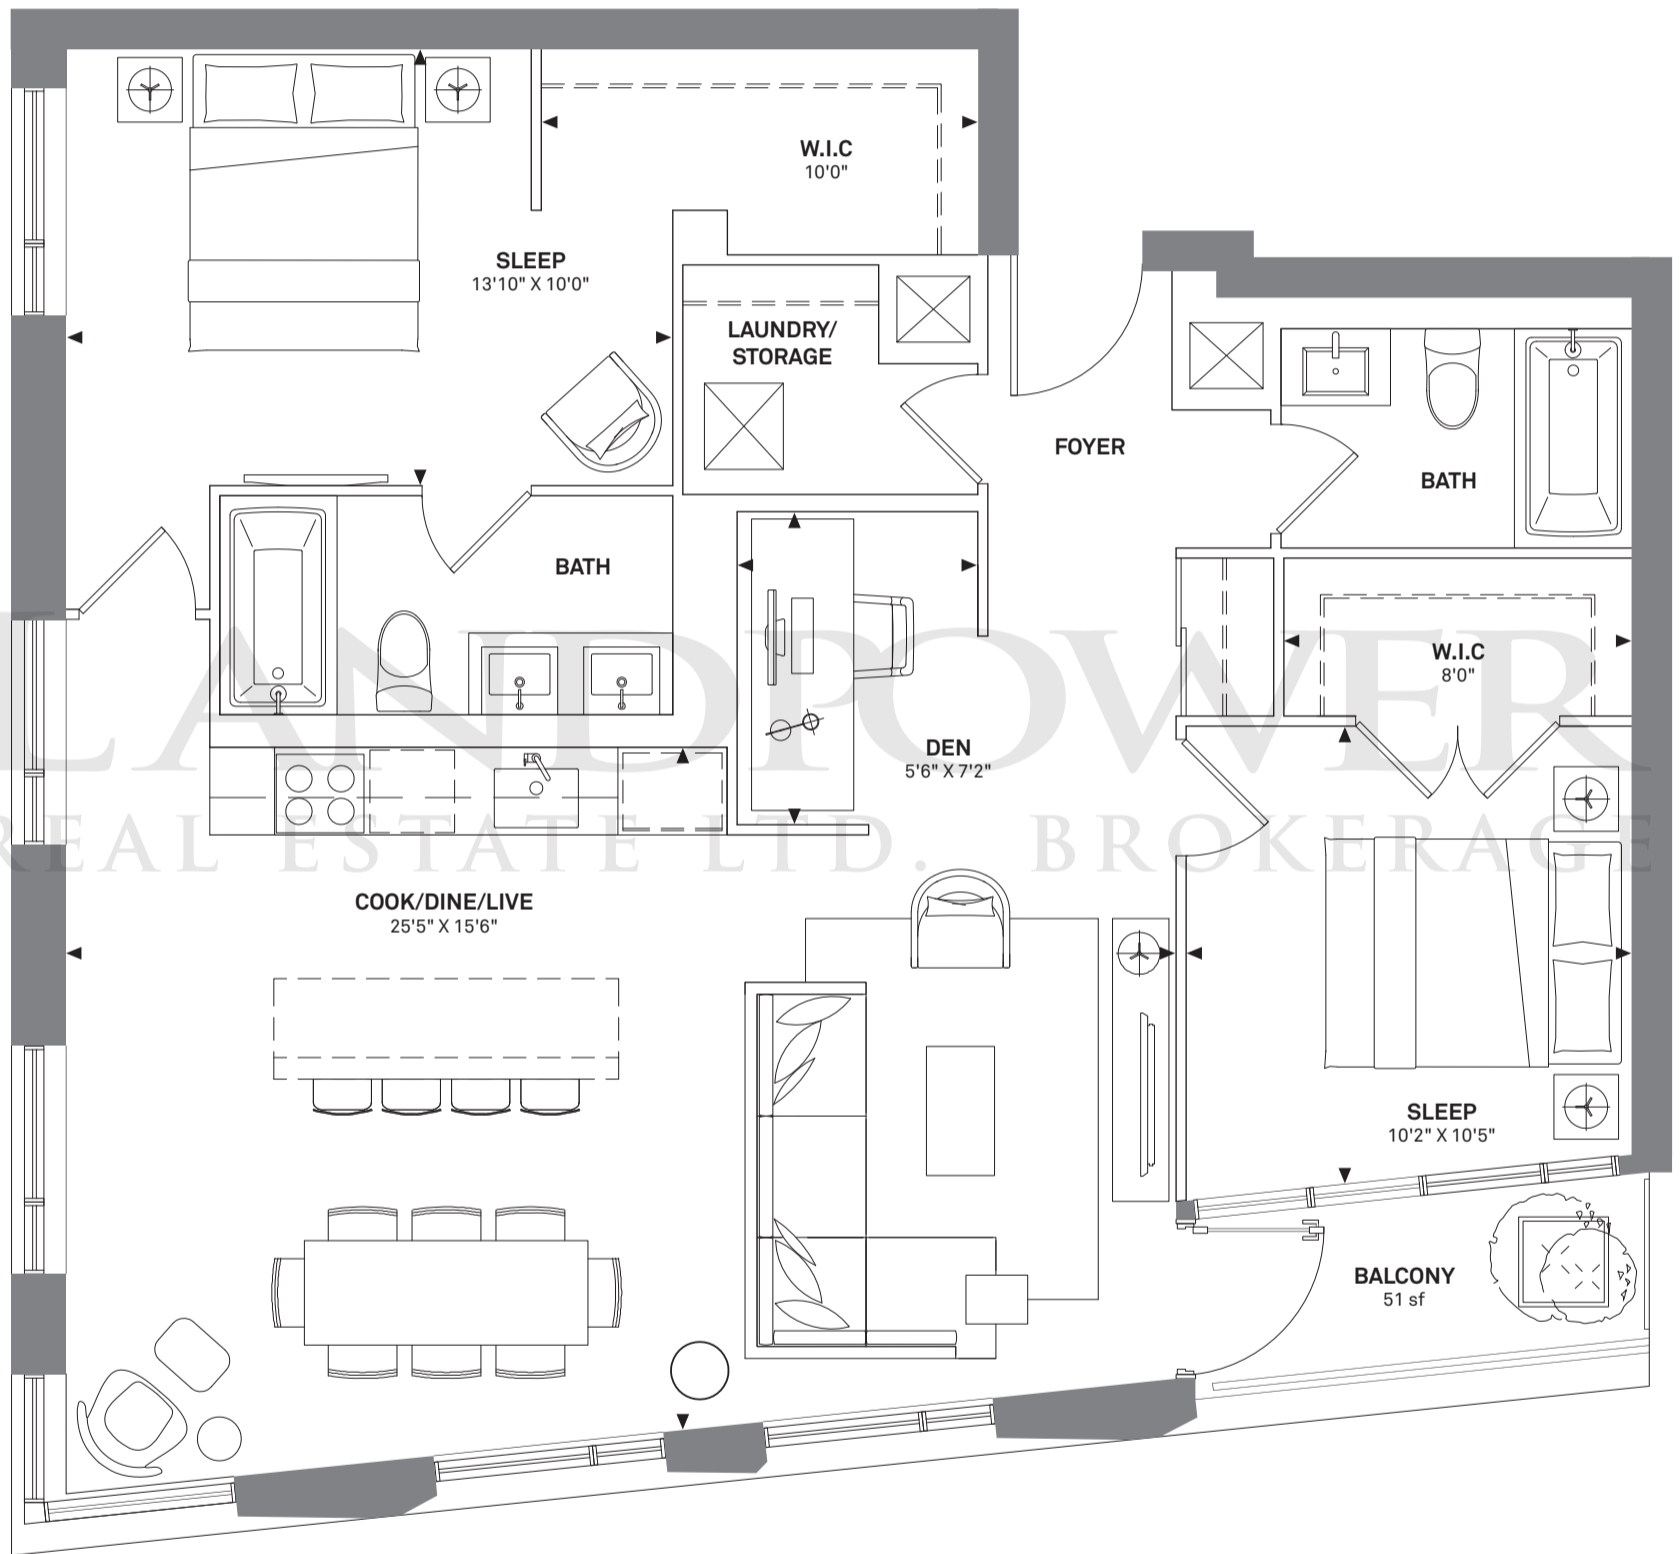 W.I.C
10'0"
SLEEP
13'10" X 10'0"
LAUNDRY/
STORAGE
FOYER
BATH
BATH
W.I.C
8'0"
DEN
5'6" X 7'2"
LANDPOWER
REAL ESTATE LTD. BROKERAGE
COOK/DINE/LIVE
25'5" X 15'6"
SLEEP
10'2" X 10'5"
BALCONY
51 sf